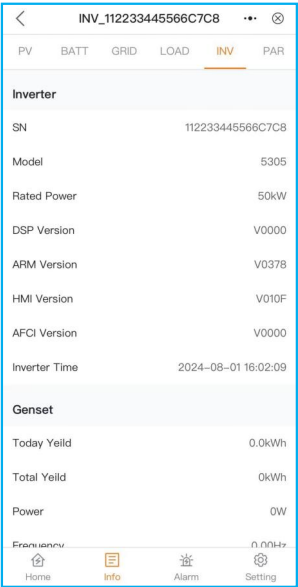 INV_112233445566C7C8
PV BATT GRID LOAD INV PAR
Inverter
SN 112233445566C7C8
Model 5305
Rated Power 50kW
DSP Version V0000
ARM Version V0378
HMI Version V010F
AFCI Version V0000
Inverter Time 2024-08-01 16:02:09
Genset
Today Yeild 0.0kWh
Total Yeild 0kWh
Power 0W
Frequency 0.00Hz
Home Info Alarm Setting